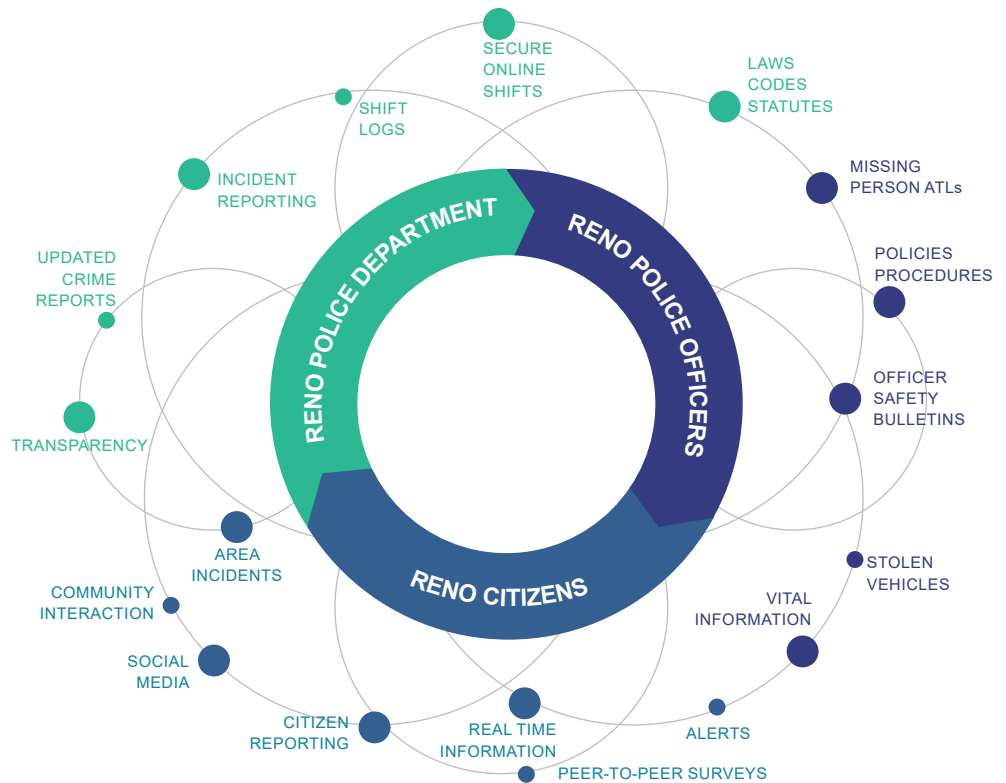 SECURE
ONLINE
SHIFTS
LAWS
CODES
STATUTES
SHIFT
LOGS
MISSING
PERSON ATLs
INCIDENT
REPORTING
POLICIES
PROCEDURES
UPDATED
CRIME
REPORTS
RENO POLICE DEPARTMENT
RENO POLICE OFFICERS
OFFICER
SAFETY
BULLETINS
TRANSPARENCY
AREA
INCIDENTS
STOLEN
VEHICLES
RENO CITIZENS
COMMUNITY
INTERACTION
VITAL
INFORMATION
SOCIAL
MEDIA
CITIZEN
REPORTING
REAL TIME
INFORMATION
ALERTS
PEER-TO-PEER SURVEYS